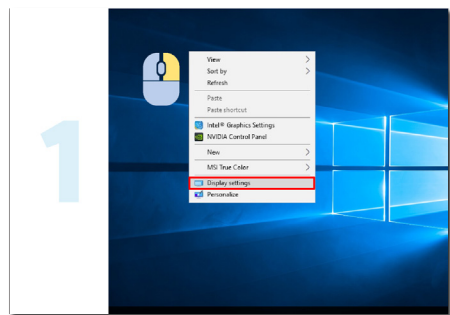 1
View
Sort by
Refresh
Paste
Paste shortcut
Intel® Graphics Settings
NVIDIA Control Panel
New
MSI True Color
Display settings
Personalize